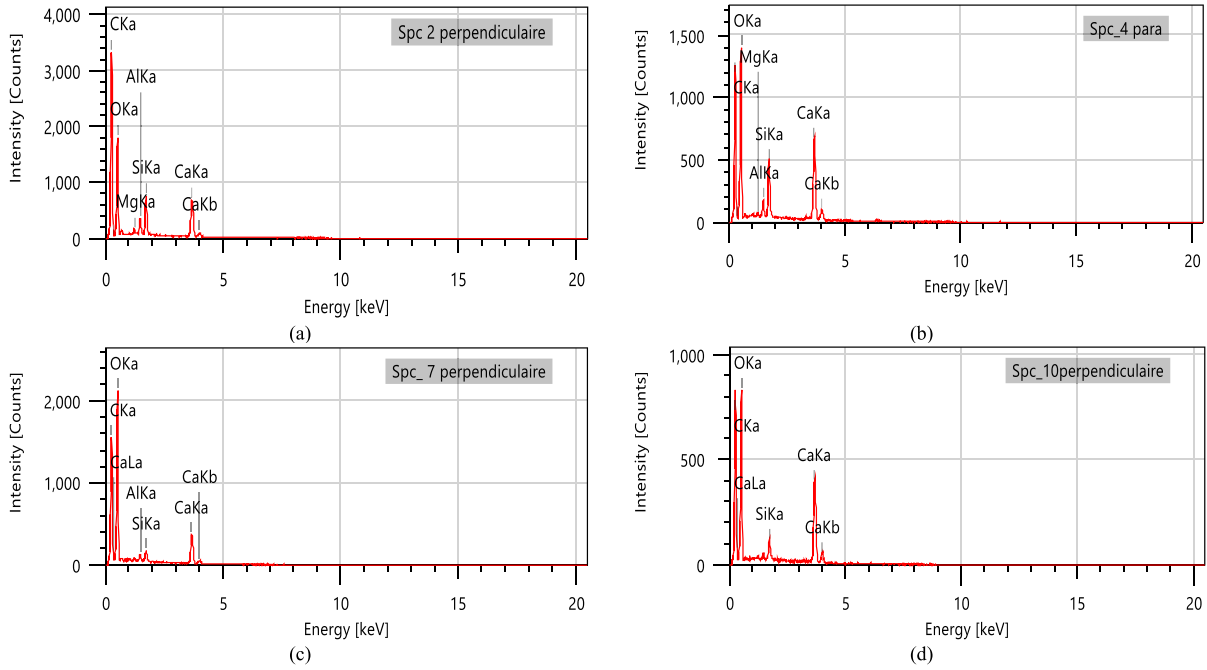 Spc 2 perpendiculaire
Intensity [Counts]
4,000
3,000
2,000
1,000
0
CKa
AlKa
OKa
SiKa
MgKa
CaKa
CaKb
0 5 10 15 20
Energy [keV]
(a)
Spc_4 para
Intensity [Counts]
1,500
1,000
500
0
OKa
MgKa
CKa
SiKa
AlKa
CaKa
CaKb
0 5 10 15 20
Energy [keV]
(b)
Spc_ 7 perpendiculaire
Intensity [Counts]
2,000
1,000
0
OKa
CKa
CaLa
AlKa
SiKa
CaKb
CaKa
0 5 10 15 20
Energy [keV]
(c)
Spc_10perpendiculaire
Intensity [Counts]
1,000
500
0
OKa
CKa
CaLa
SiKa
CaKa
CaKb
0 5 10 15 20
Energy [keV]
(d)